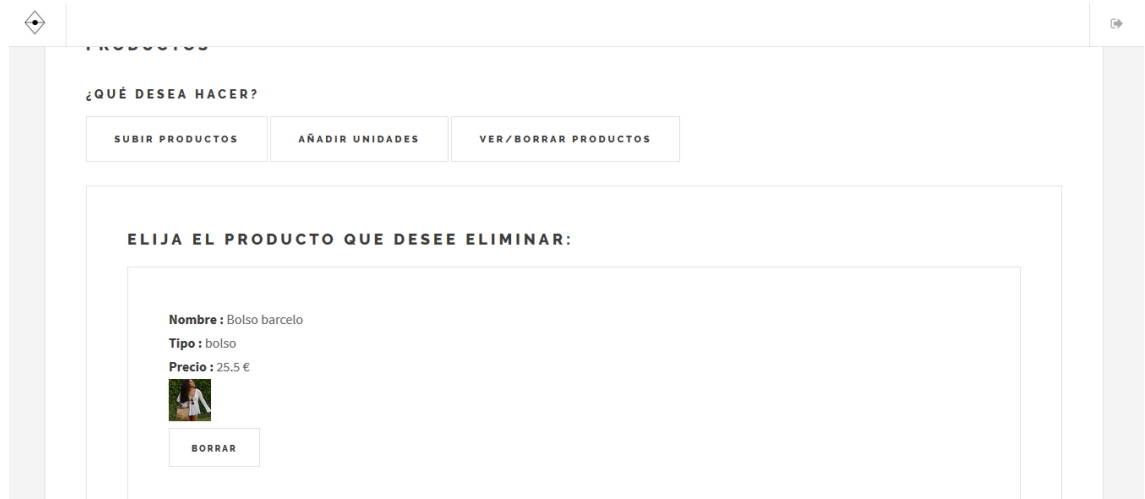 PRODUCTOS
¿QUÉ DESEA HACER?
SUBIR PRODUCTOS AÑADIR UNIDADES VER/BORRAR PRODUCTOS
ELIJA EL PRODUCTO QUE DESEE ELIMINAR:
Nombre : Bolso barcelo
Tipo : bolso
Precio : 25.5 €
BORRAR